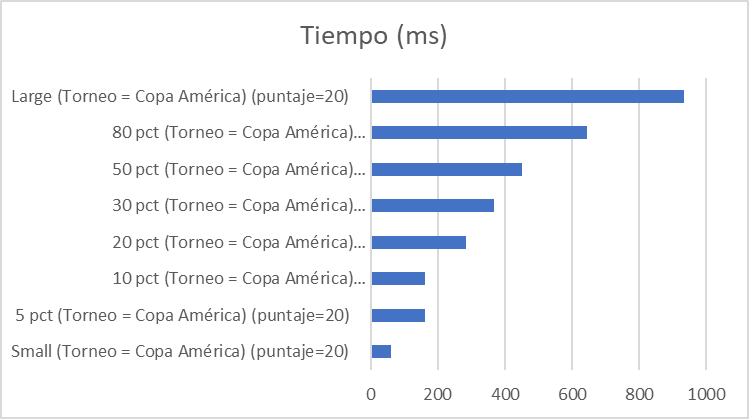 Tiempo (ms)
Large (Torneo = Copa América) (puntaje=20)
80 pct (Torneo = Copa América)...
50 pct (Torneo = Copa América)...
30 pct (Torneo = Copa América)...
20 pct (Torneo = Copa América)...
10 pct (Torneo = Copa América)...
5 pct (Torneo = Copa América) (puntaje=20)
Small (Torneo = Copa América) (puntaje=20)
0 200 400 600 800 1000